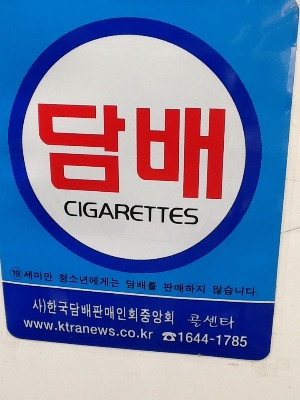 담배
CIGARETTES
19세미만 청소년에게는 담배를 판매하지 않습니다.
사)한국담배판매인회중앙회 콜센타
www.ktranews.co.kr ☎1644-1785